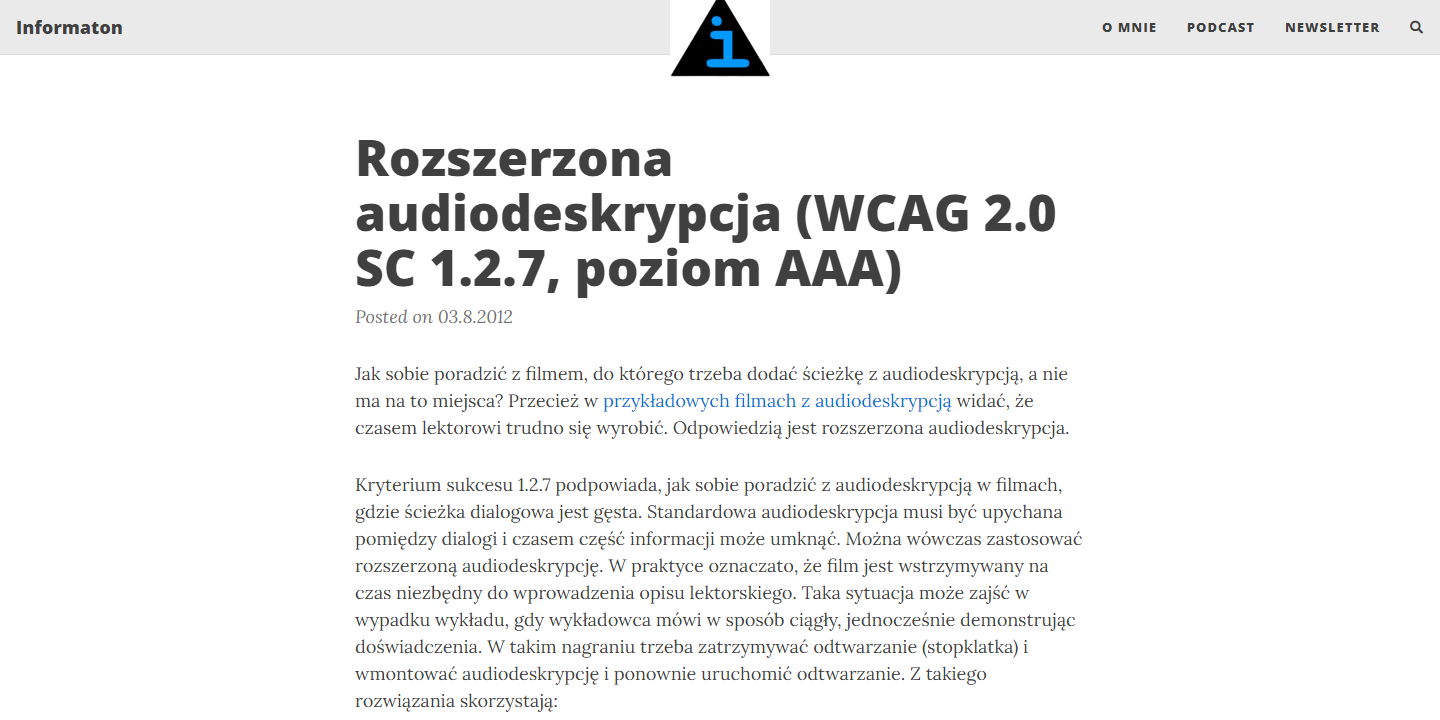 Informaton
i
O MNIE
PODCAST
NEWSLETTER
Rozszerzona
audiodeskrypcja (WCAG 2.0
SC 1.2.7, poziom AAA)
Posted on 03.8.2012
Jak sobie poradzić z filmem, do którego trzeba dodać ścieżkę z audiodeskrypcją, a nie
ma na to miejsca? Przecież w przykładowych filmach z audiodeskrypcją widać, że
czasem lektorowi trudno się wyrobić. Odpowiedzią jest rozszerzona audiodeskrypcja.
Kryterium sukcesu 1.2.7 podpowiada, jak sobie poradzić z audiodeskrypcją w filmach,
gdzie ścieżka dialogowa jest gęsta. Standardowa audiodeskrypcja musi być upychana
pomiędzy dialogi i czasem część informacji może umknąć. Można wówczas zastosować
rozszerzoną audiodeskrypcję. W praktyce oznaczato, że film jest wstrzymywany na
czas niezbędny do wprowadzenia opisu lektorskiego. Taka sytuacja może zajść w
wypadku wykładu, gdy wykładowca mówi w sposób ciągły, jednocześnie demonstrując
doświadczenia. W takim nagraniu trzeba zatrzymywać odtwarzanie (stopklatka) i
wmontować audiodeskrypcję i ponownie uruchomić odtwarzanie. Z takiego
rozwiązania skorzystają: